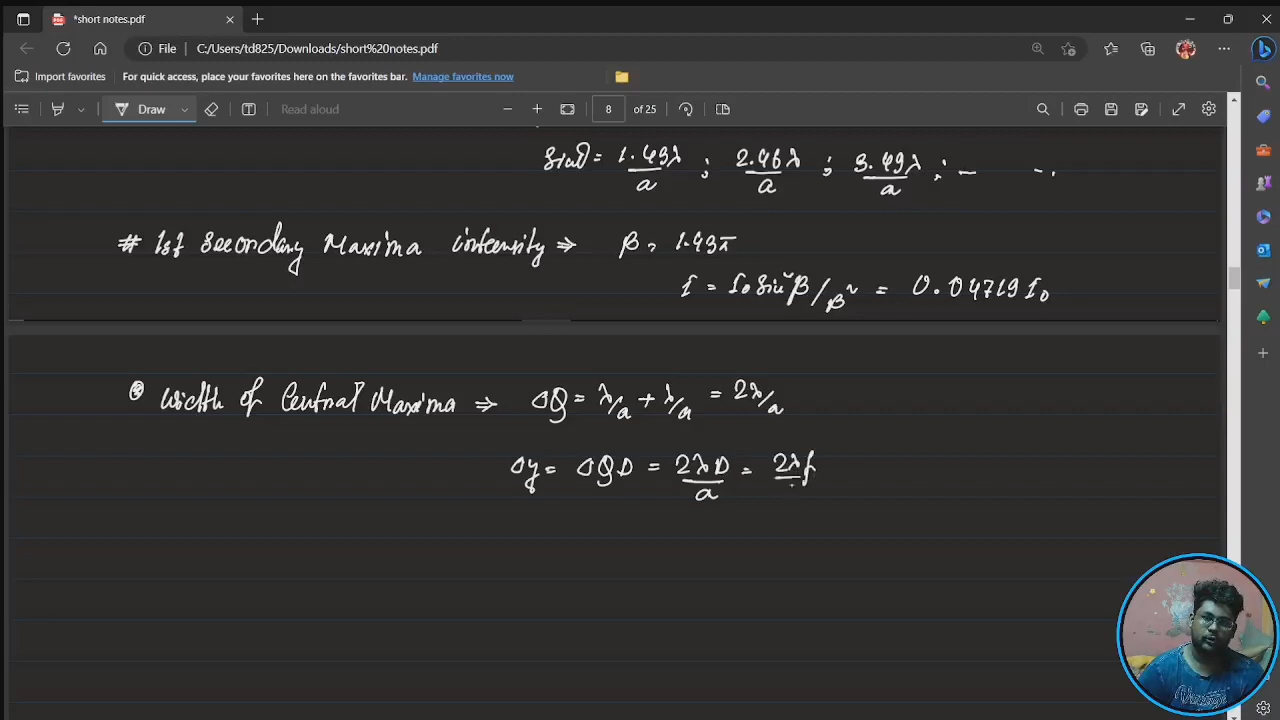 *short notes.pdf
File C:/Users/td825/Downloads/short%20notes.pdf
Import favorites For quick access, place your favorites here on the favorites bar. Manage favorites now
Draw Read aloud 8 of 25
Sinθ = 1.43λ/a ; 2.46λ/a ; 3.49λ/a ; - - .
# 1st Secondary Maxima intensity ⇒ β = 1.43π
I = I₀ Sin²β/β² = 0.04719 I₀
Width of Central Maxima ⇒ Δθ = λ/a + λ/a = 2λ/a
Δy = ΔθD = 2λD/a = 2λf